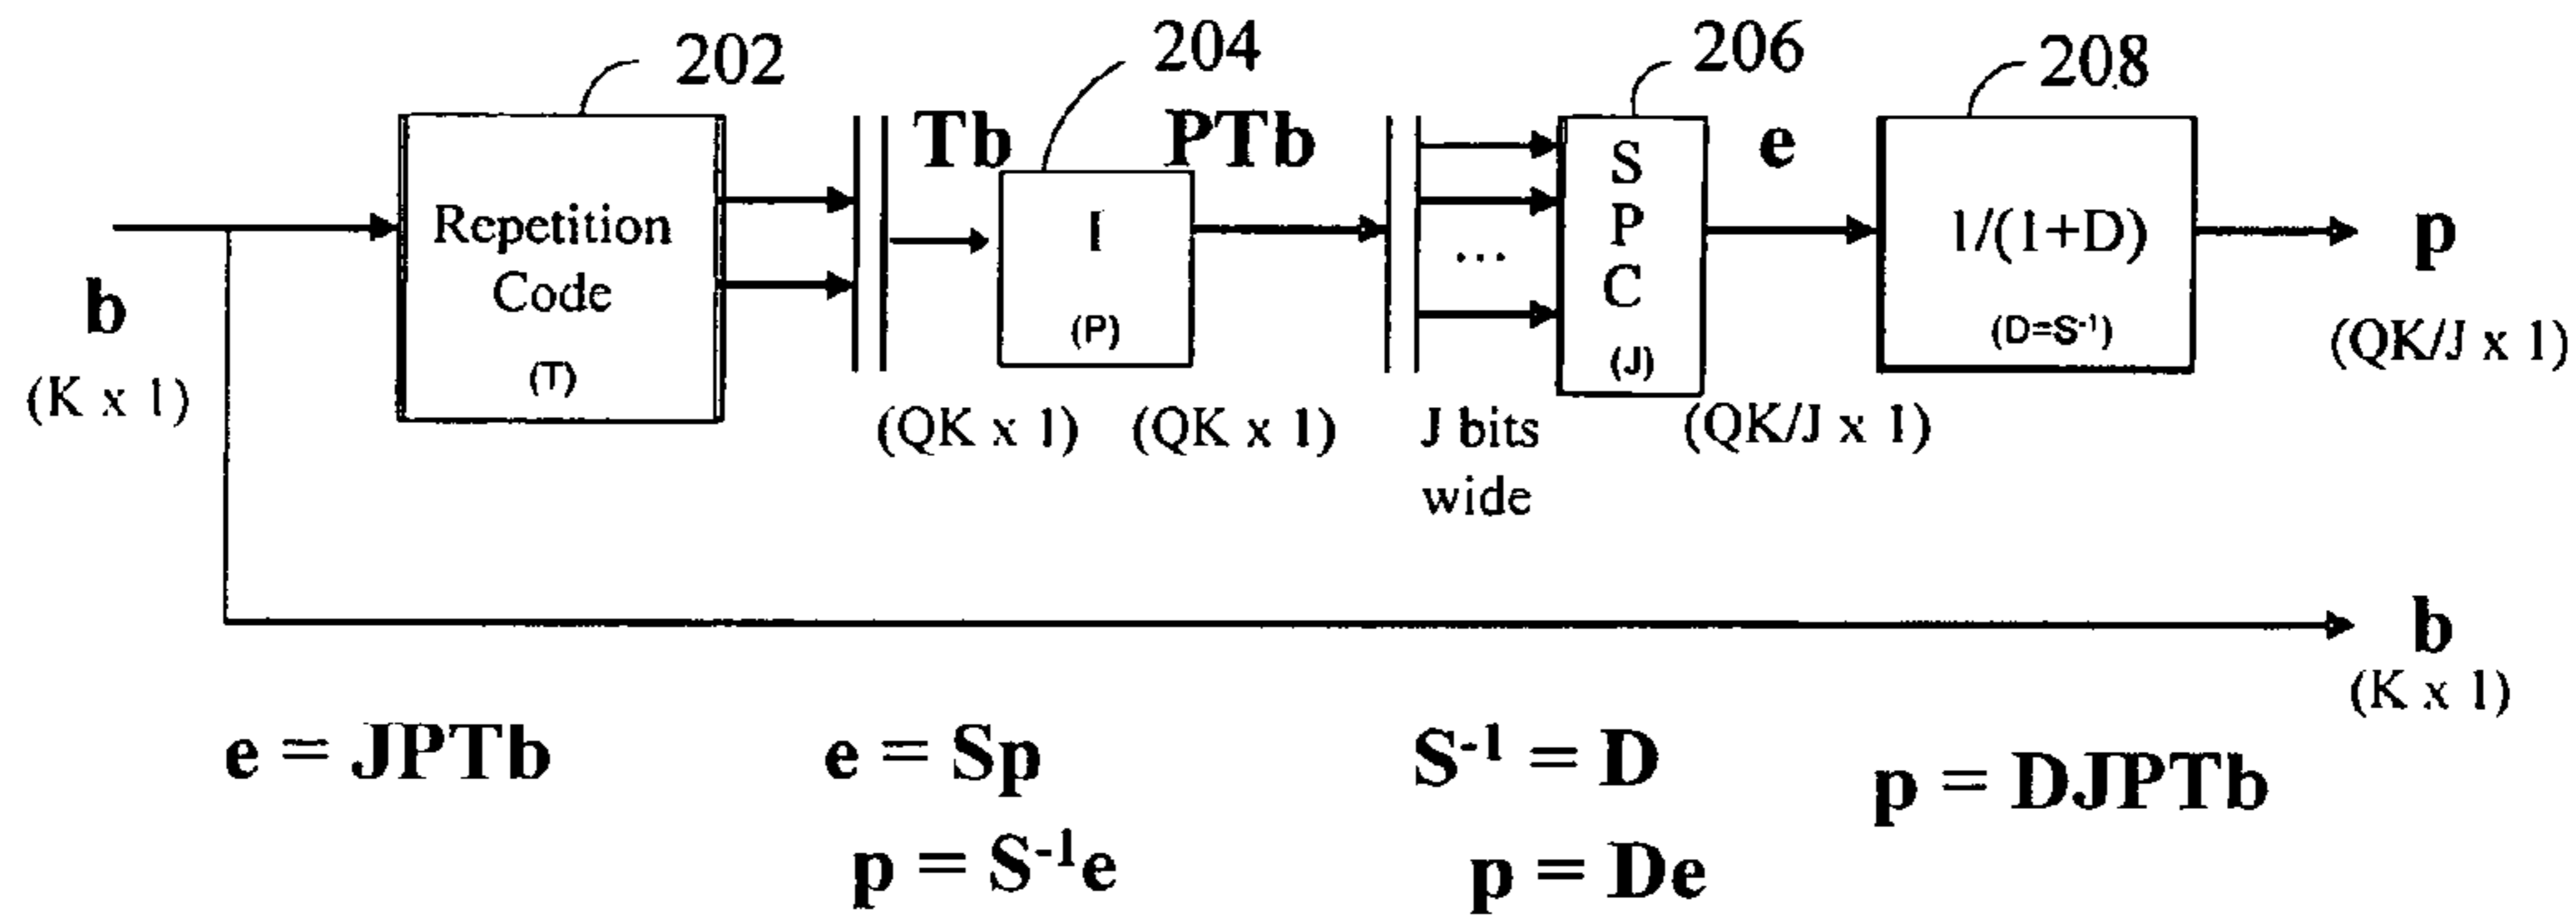 202
204
206
208
Tb
PTb
e
Repetition
Code
(T)
I
(P)
S
P
C
(J)
...
1/(1+D)
(D=S⁻¹)
b
(K x 1)
p
(QK/J x 1)
(QK x 1)
(QK x 1)
J bits
wide
(QK/J x 1)
b
(K x 1)
e = JPTb
e = Sp
S⁻¹ = D
p = DJPTb
p = S⁻¹e
p = De